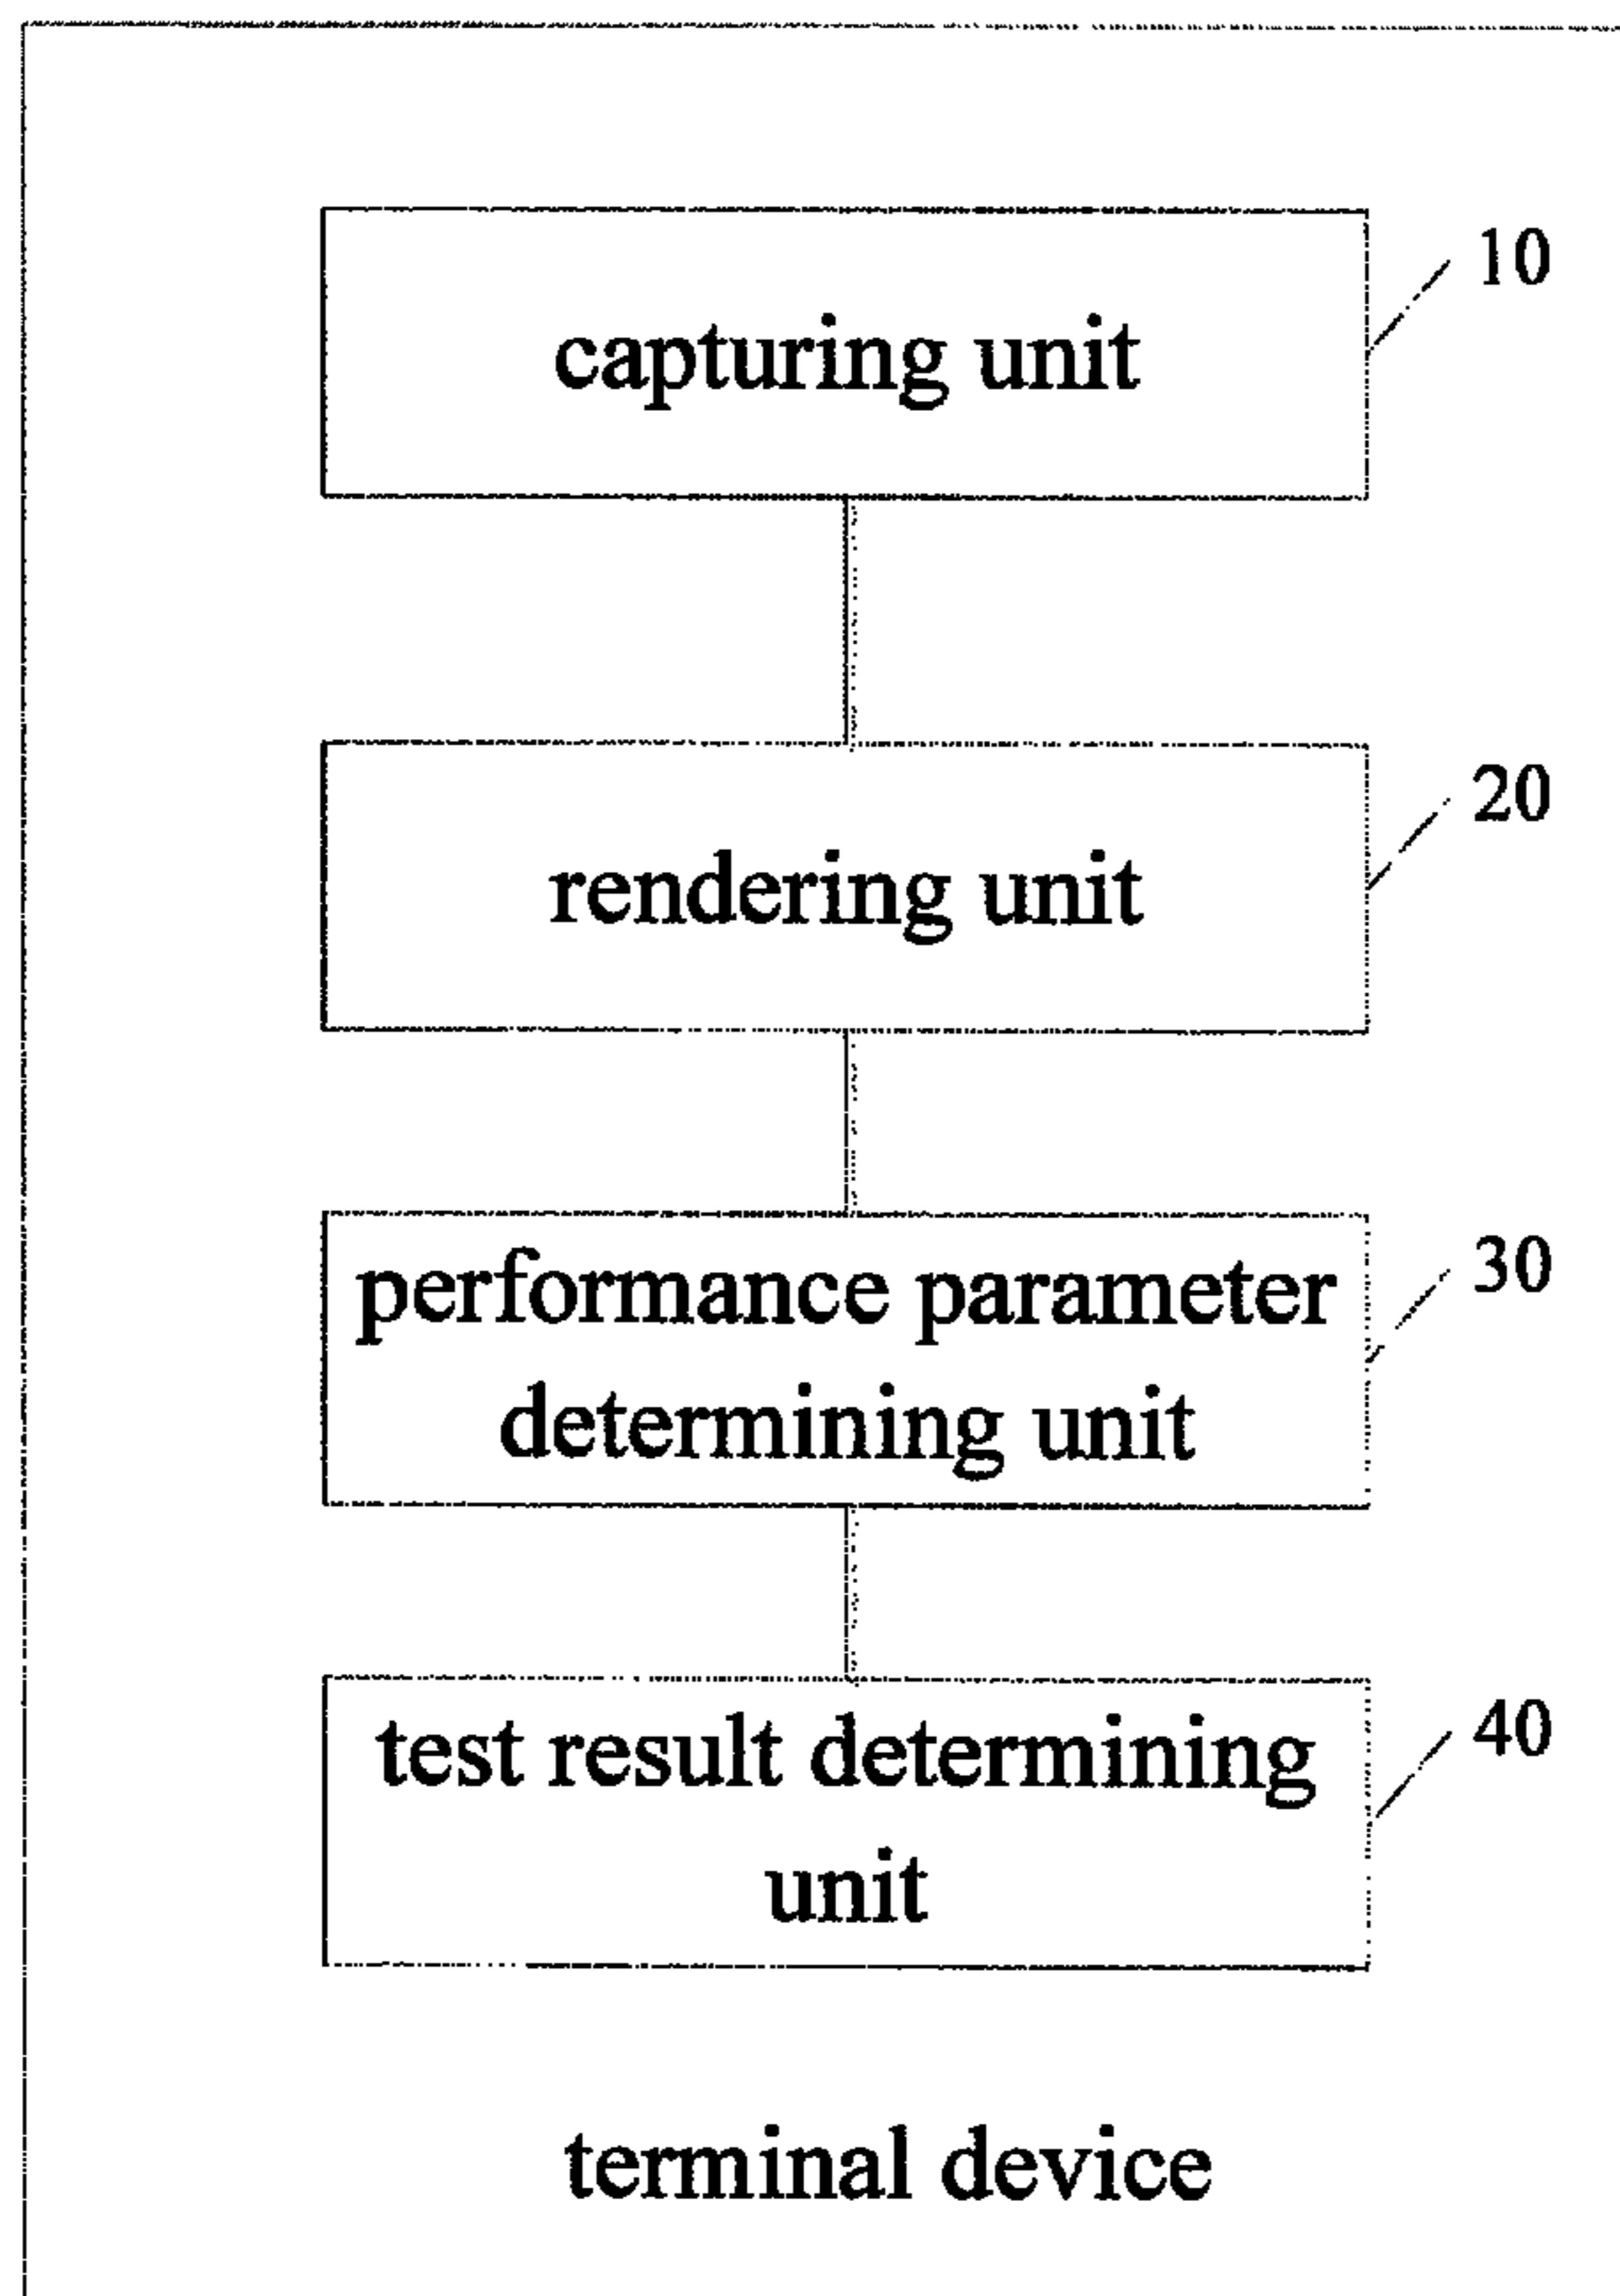 capturing unit
10
rendering unit
20
performance parameter
determining unit
30
test result determining
unit
40
terminal device